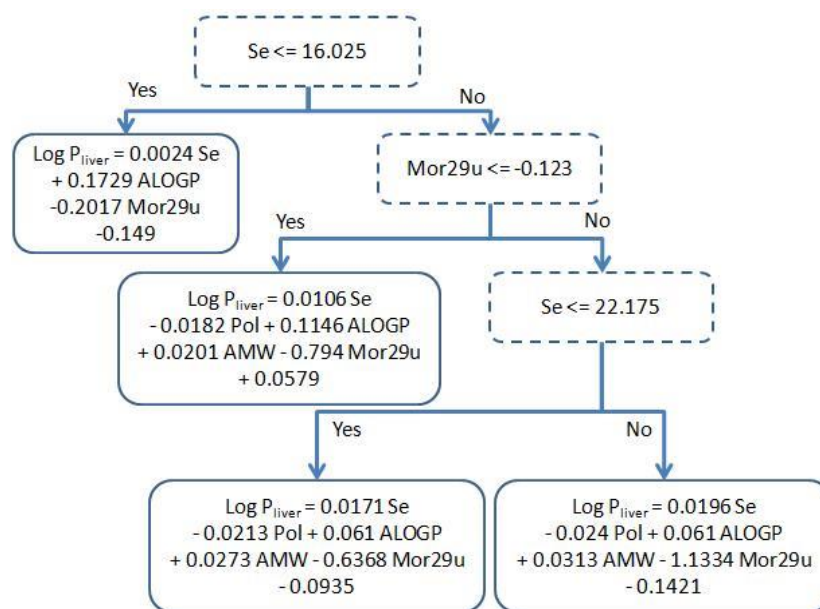 Se <= 16.025
Yes
No
Log P_liver = 0.0024 Se
+ 0.1729 ALOGP
-0.2017 Mor29u
-0.149
Mor29u <= -0.123
Yes
No
Log P_liver = 0.0106 Se
- 0.0182 Pol + 0.1146 ALOGP
+ 0.0201 AMW - 0.794 Mor29u
+ 0.0579
Se <= 22.175
Yes
No
Log P_liver = 0.0171 Se
- 0.0213 Pol + 0.061 ALOGP
+ 0.0273 AMW - 0.6368 Mor29u
- 0.0935
Log P_liver = 0.0196 Se
- 0.024 Pol + 0.061 ALOGP
+ 0.0313 AMW - 1.1334 Mor29u
- 0.1421